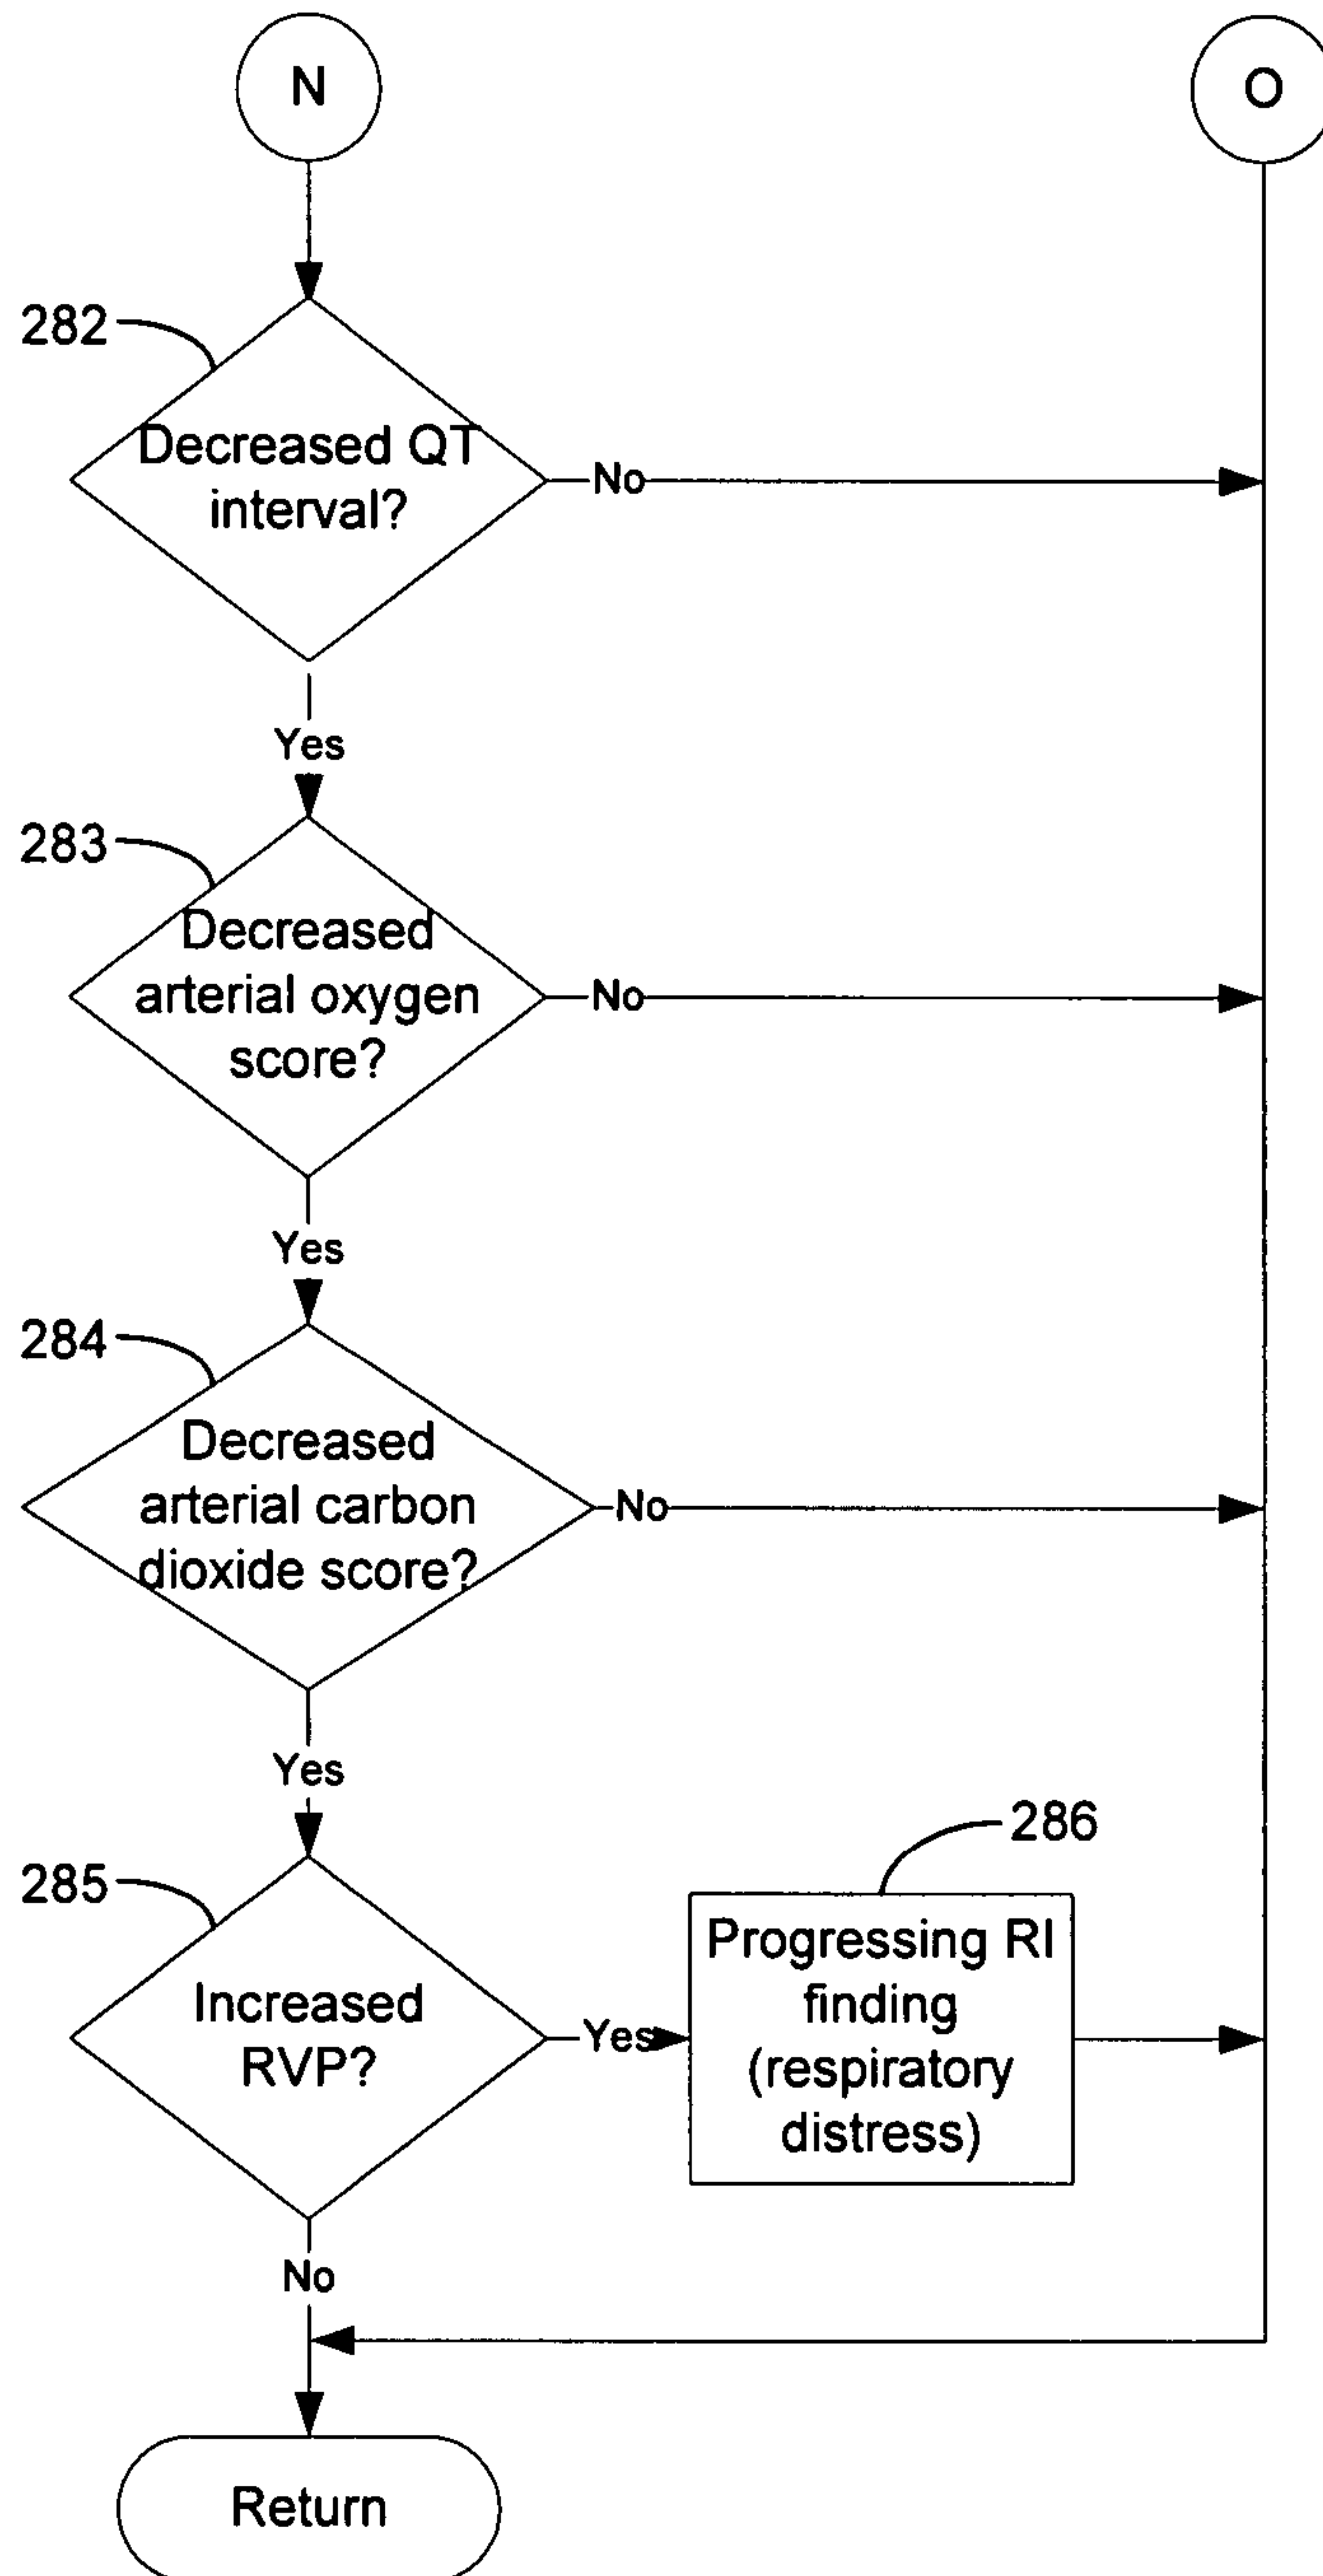 N
O
282
Decreased QT
interval?
No
Yes
283
Decreased
arterial oxygen
score?
No
Yes
284
Decreased
arterial carbon
dioxide score?
No
Yes
285
Increased
RVP?
Yes
286
Progressing RI
finding
(respiratory
distress)
No
Return